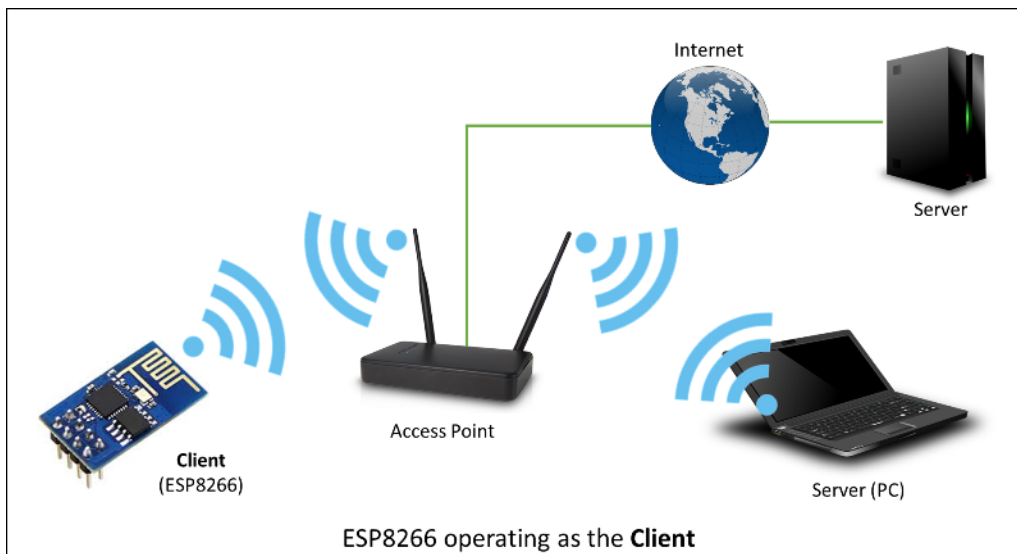 Internet
Server
Access Point
Client
(ESP8266)
Server (PC)
ESP8266 operating as the Client